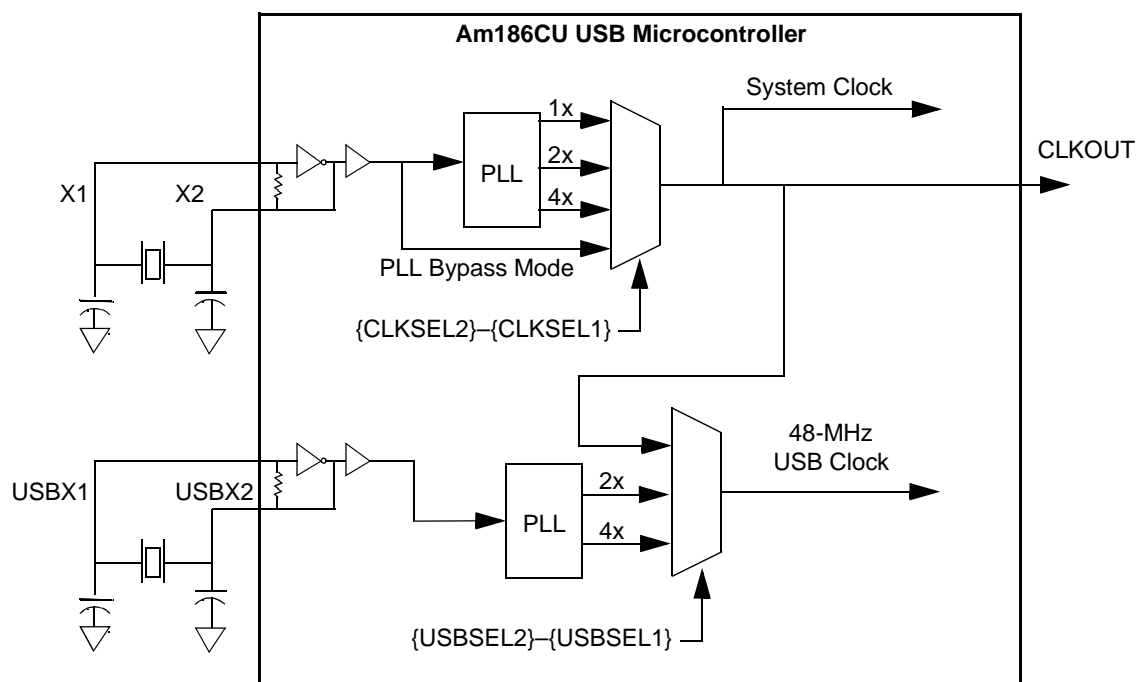 Am186CU USB Microcontroller
System Clock
CLKOUT
1x
2x
4x
PLL
X1
X2
PLL Bypass Mode
{CLKSEL2}–{CLKSEL1}
48-MHz
USB Clock
USBX1
USBX2
PLL
2x
4x
{USBSEL2}–{USBSEL1}